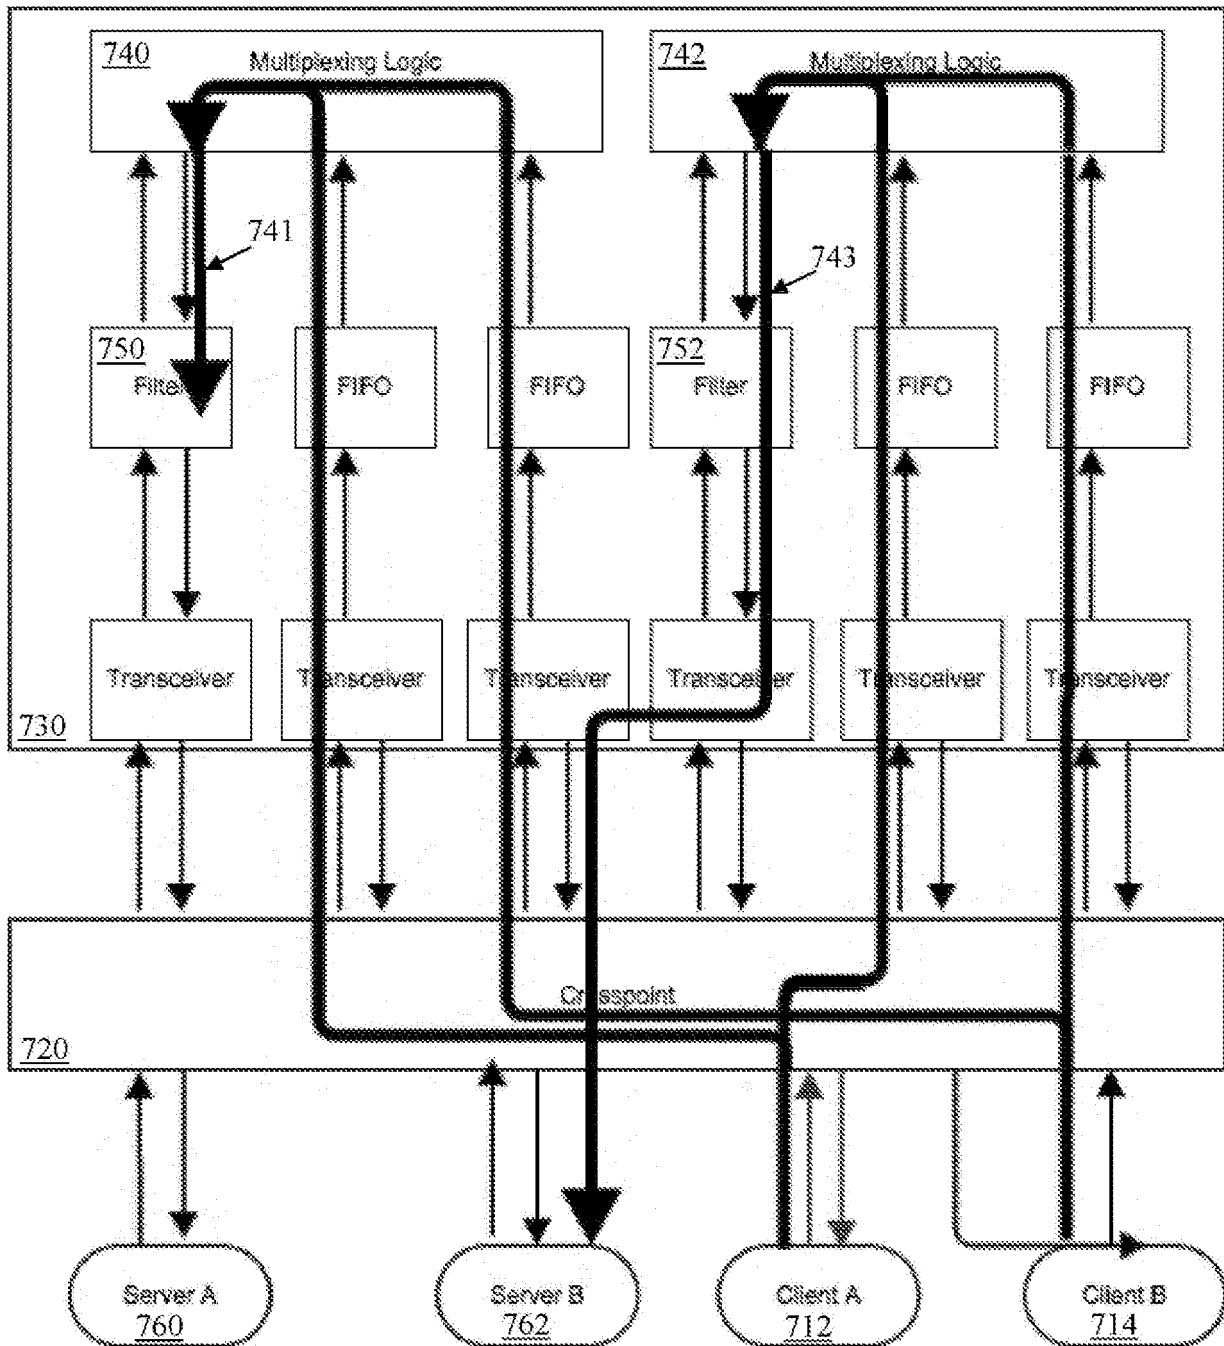 740
Multiplexing Logic
742
Multiplexing Logic
741
743
750
Filter
FIFO
FIFO
752
Filter
FIFO
FIFO
Transceiver
Transceiver
Transceiver
Transceiver
Transceiver
Transceiver
730
Crosspoint
720
Server A
760
Server B
762
Client A
712
Client B
714